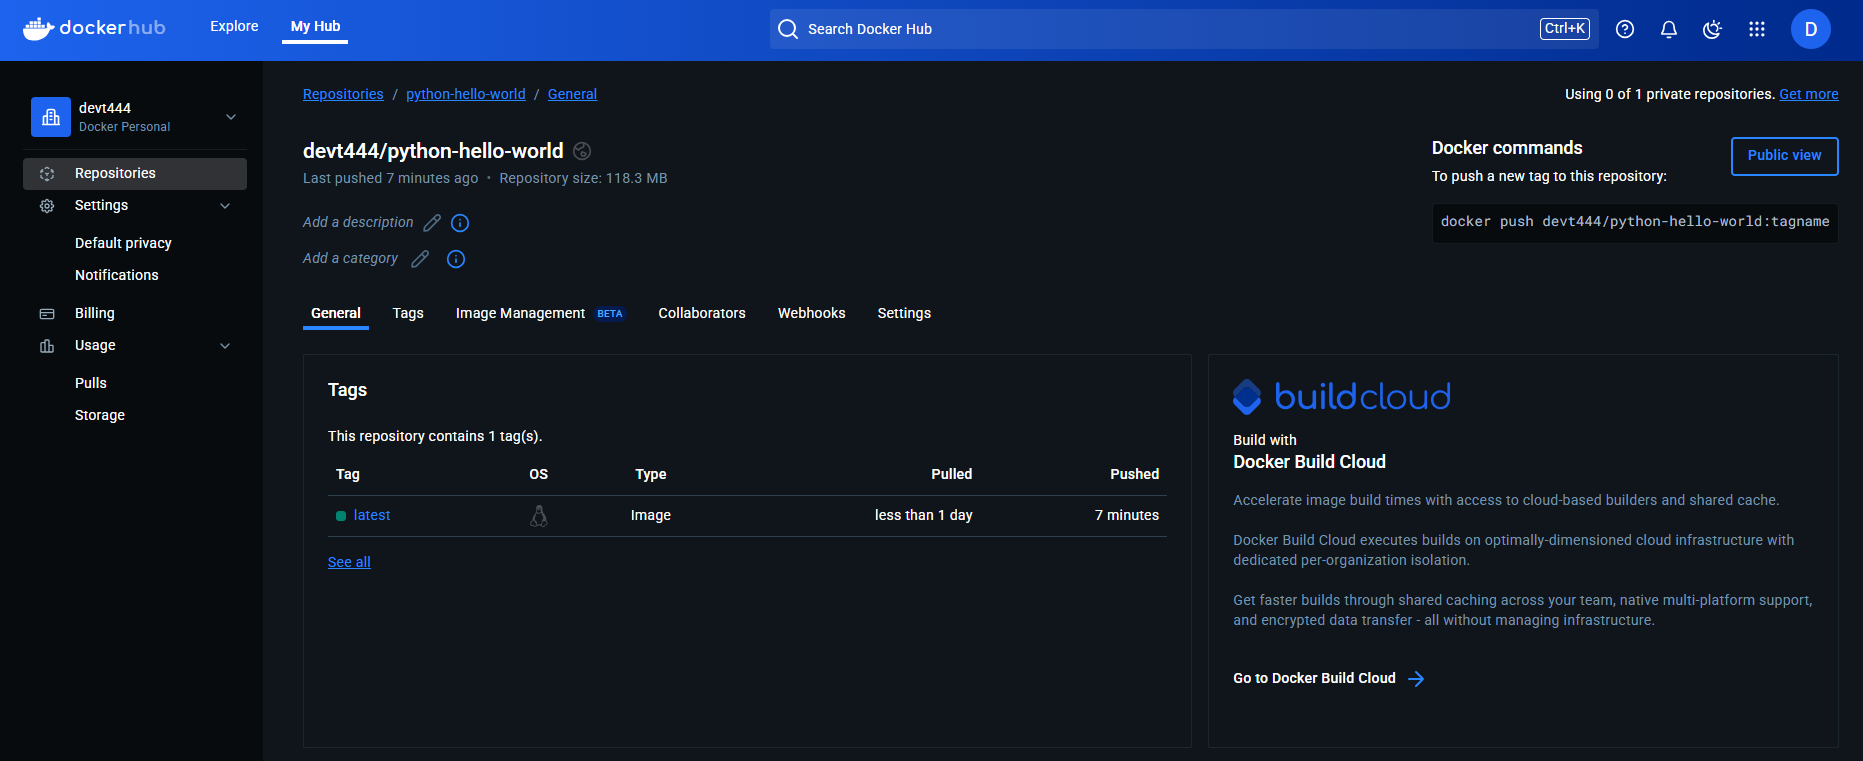 dockerhub
Explore
My Hub
Search Docker Hub
Ctrl+K
D
devt444
Docker Personal
Repositories
Settings
Default privacy
Notifications
Billing
Usage
Pulls
Storage
Repositories / python-hello-world / General
Using 0 of 1 private repositories. Get more
devt444/python-hello-world
Last pushed 7 minutes ago • Repository size: 118.3 MB
Add a description
Add a category
Docker commands
Public view
To push a new tag to this repository:
docker push devt444/python-hello-world:tagname
General Tags Image Management BETA Collaborators Webhooks Settings
Tags
This repository contains 1 tag(s).
Tag OS Type Pulled Pushed
latest Image less than 1 day 7 minutes
See all
buildcloud
Build with
Docker Build Cloud
Accelerate image build times with access to cloud-based builders and shared cache.
Docker Build Cloud executes builds on optimally-dimensioned cloud infrastructure with
dedicated per-organization isolation.
Get faster builds through shared caching across your team, native multi-platform support,
and encrypted data transfer - all without managing infrastructure.
Go to Docker Build Cloud